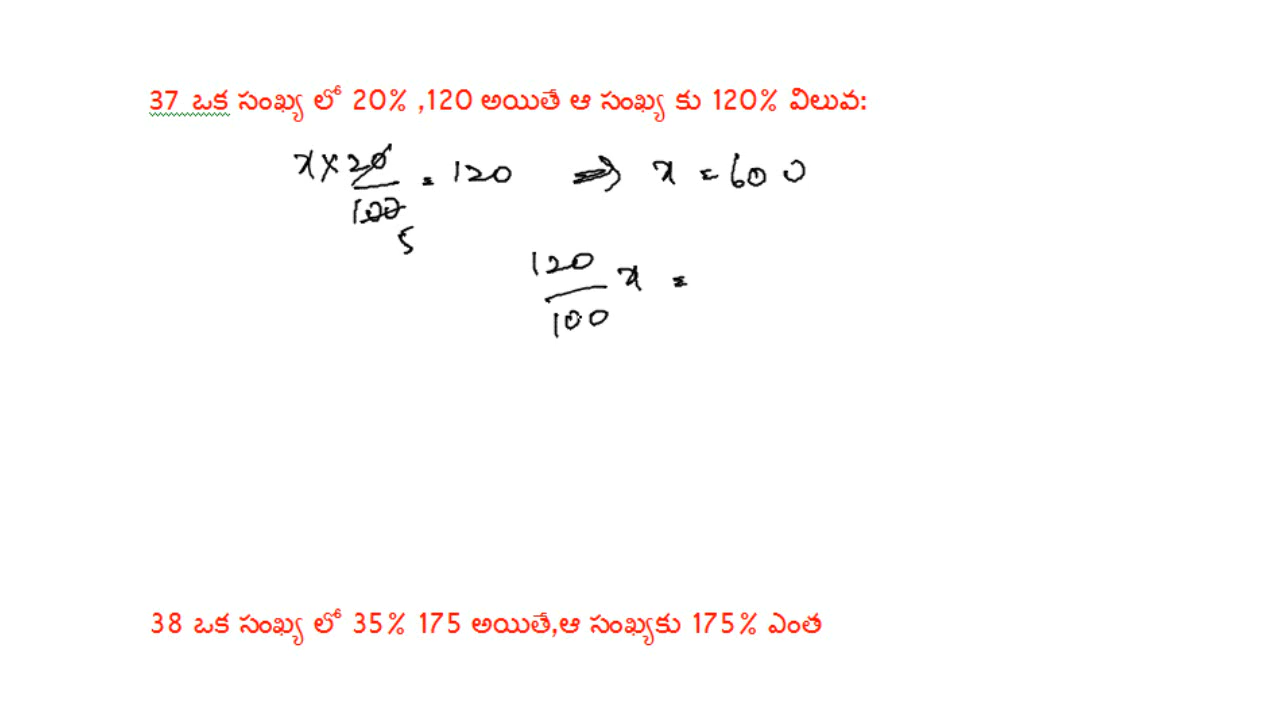 37 ఒక సంఖ్య లో 20% ,120 అయితే ఆ సంఖ్య కు 120% విలువ:
x × 20/100 = 120 ⇒ x = 600
5
120/100 x =
38 ఒక సంఖ్య లో 35% 175 అయితే,ఆ సంఖ్యకు 175% ఎంత